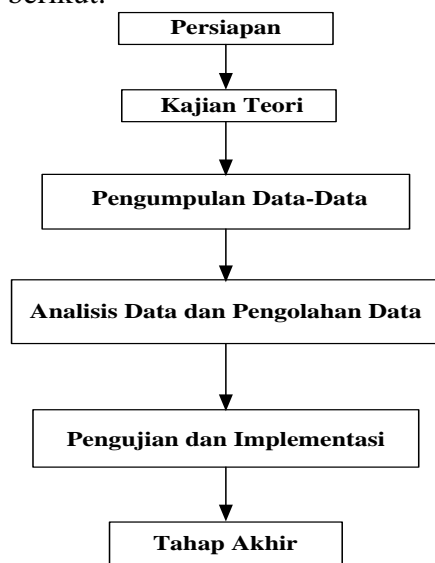 berikut:
Persiapan
Kajian Teori
Pengumpulan Data-Data
Analisis Data dan Pengolahan Data
Pengujian dan Implementasi
Tahap Akhir